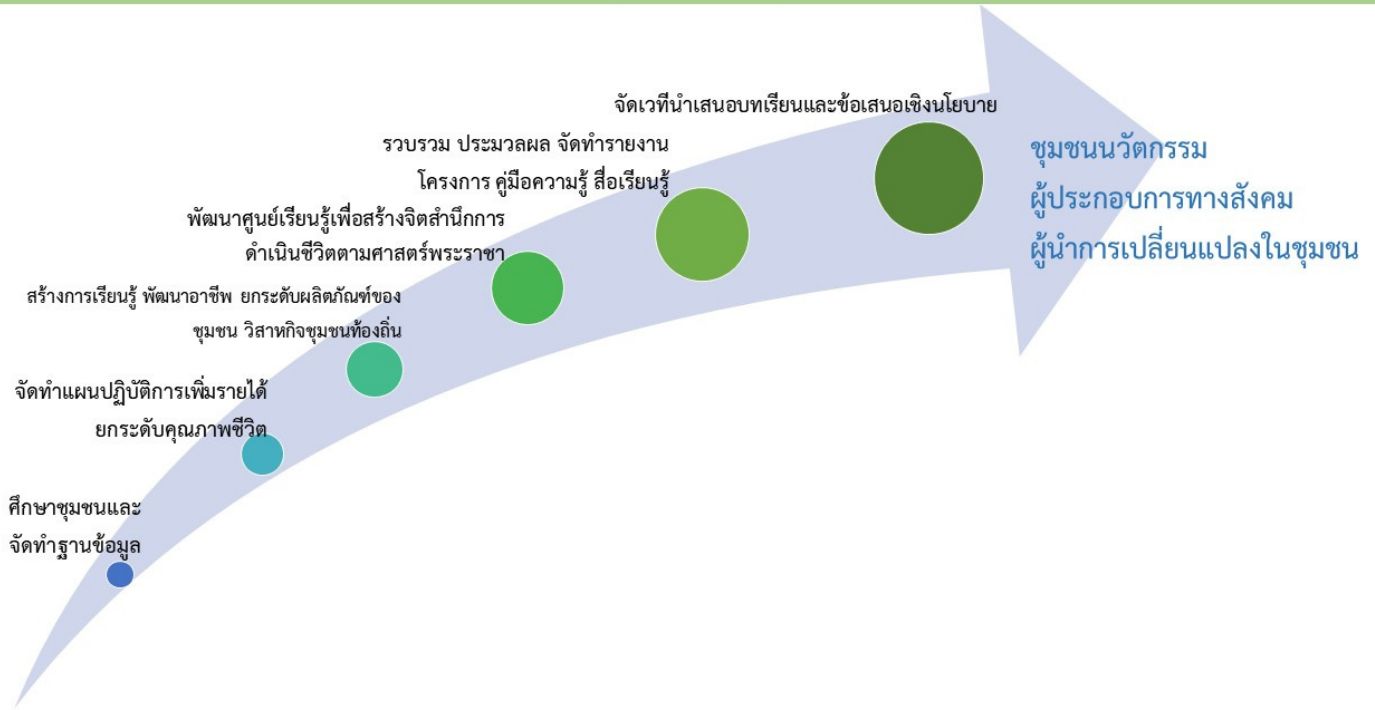 จัดเวทีนำเสนอบทเรียนและข้อเสนอเชิงนโยบาย
รวบรวม ประมวลผล จัดทำรายงาน
โครงการ คู่มือความรู้ สื่อเรียนรู้
พัฒนาศูนย์เรียนรู้เพื่อสร้างจิตสำนึกการ
ดำเนินชีวิตตามศาสตร์พระราชา
สร้างการเรียนรู้ พัฒนาอาชีพ ยกระดับผลิตภัณฑ์ของ
ชุมชน วิสาหกิจชุมชนท้องถิ่น
จัดทำแผนปฏิบัติการเพิ่มรายได้
ยกระดับคุณภาพชีวิต
ศึกษาชุมชนและ
จัดทำฐานข้อมูล
ชุมชนนวัตกรรม
ผู้ประกอบการทางสังคม
ผู้นำการเปลี่ยนแปลงในชุมชน